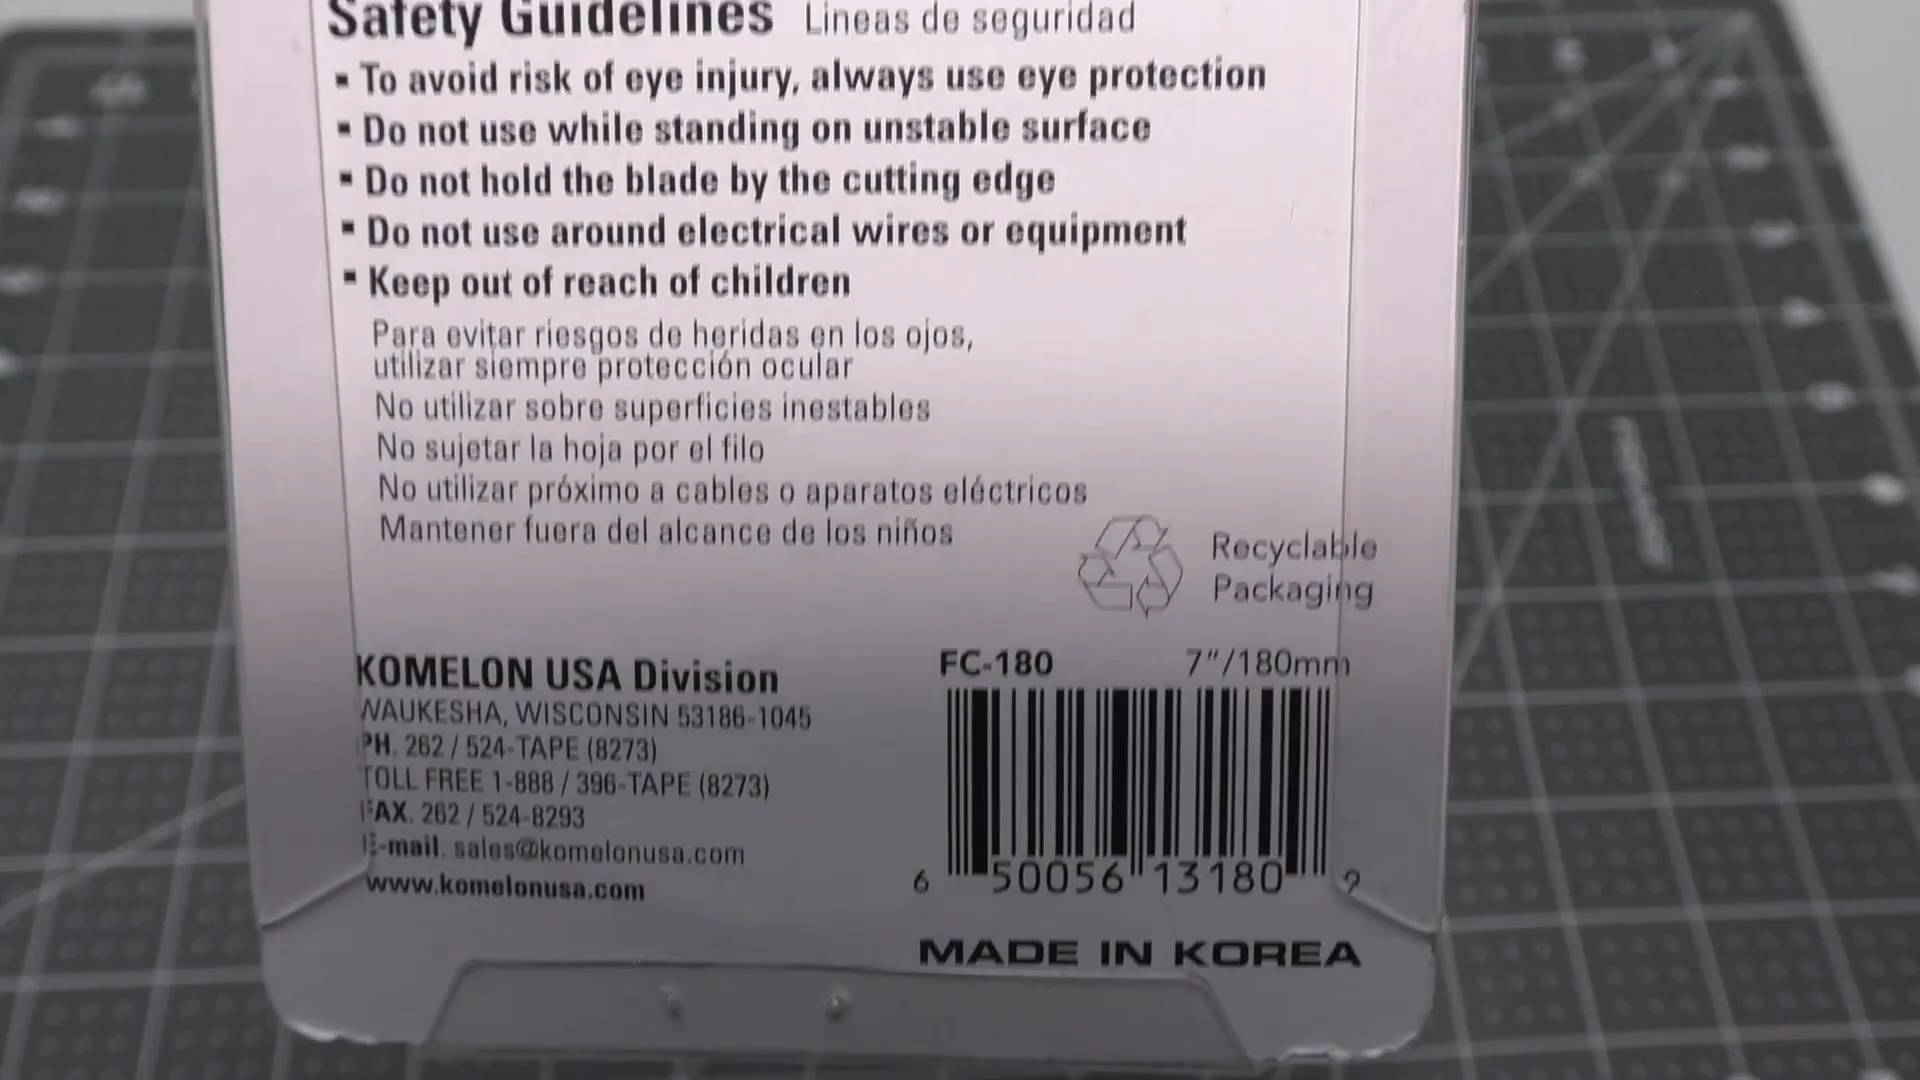 Safety Guidelines Lineas de seguridad
▪ To avoid risk of eye injury, always use eye protection
▪ Do not use while standing on unstable surface
▪ Do not hold the blade by the cutting edge
▪ Do not use around electrical wires or equipment
▪ Keep out of reach of children
Para evitar riesgos de heridas en los ojos,
utilizar siempre protección ocular
No utilizar sobre superficies inestables
No sujetar la hoja por el filo
No utilizar próximo a cables o aparatos eléctricos
Mantener fuera del alcance de los niños
Recyclable
Packaging
KOMELON USA Division
WAUKESHA, WISCONSIN 53186-1045
PH. 262 / 524-TAPE (8273)
TOLL FREE 1-888 / 396-TAPE (8273)
FAX. 262 / 524-8293
E-mail. sales@komelonusa.com
www.komelonusa.com
FC-180 7"/180mm
6 50056 13180 9
MADE IN KOREA